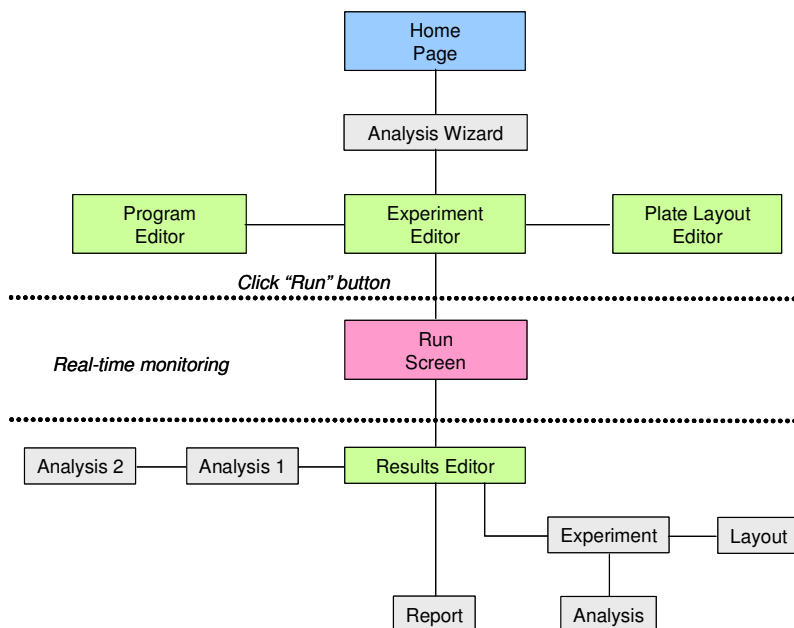 Home
Page
Analysis Wizard
Program
Editor
Experiment
Editor
Plate Layout
Editor
Click “Run” button
Run
Screen
Real-time monitoring
Analysis 2
Analysis 1
Results Editor
Experiment
Layout
Report
Analysis